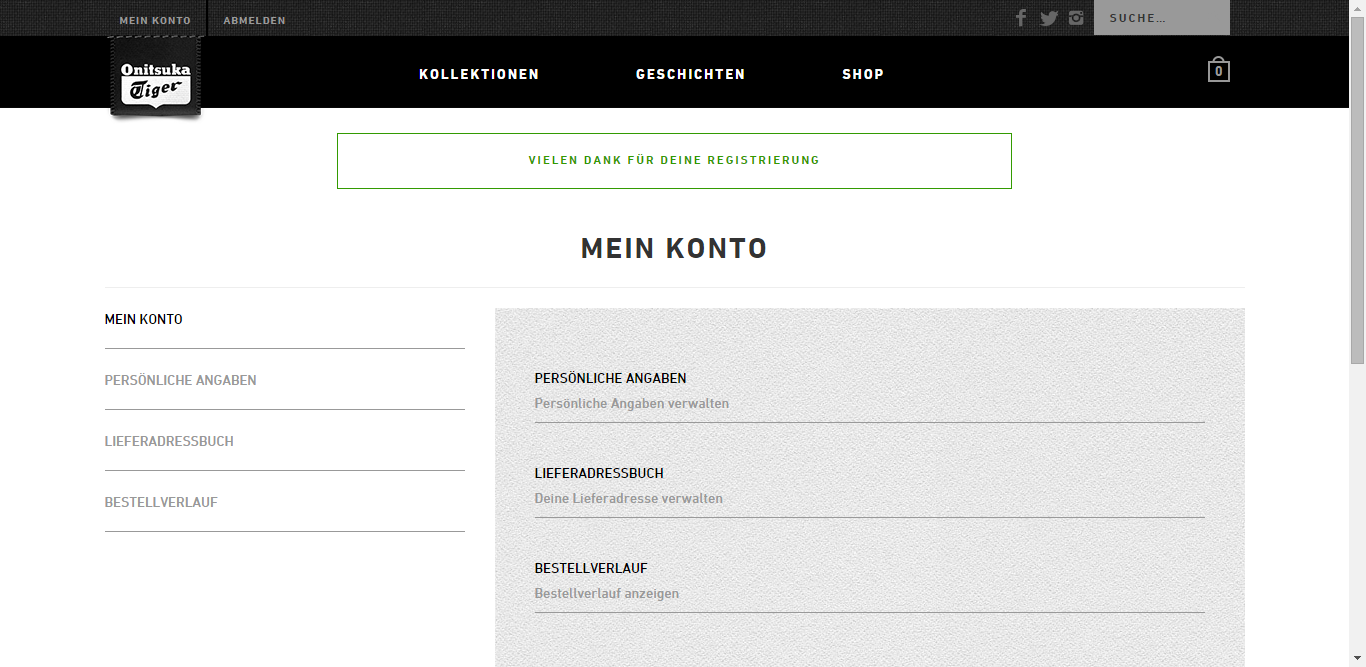 MEIN KONTO
ABMELDEN
SUCHE...
Onitsuka
Tiger
KOLLEKTIONEN
GESCHICHTEN
SHOP
0
VIELEN DANK FÜR DEINE REGISTRIERUNG
MEIN KONTO
MEIN KONTO
PERSÖNLICHE ANGABEN
LIEFERADRESSBUCH
BESTELLVERLAUF
PERSÖNLICHE ANGABEN
Persönliche Angaben verwalten
LIEFERADRESSBUCH
Deine Lieferadresse verwalten
BESTELLVERLAUF
Bestellverlauf anzeigen